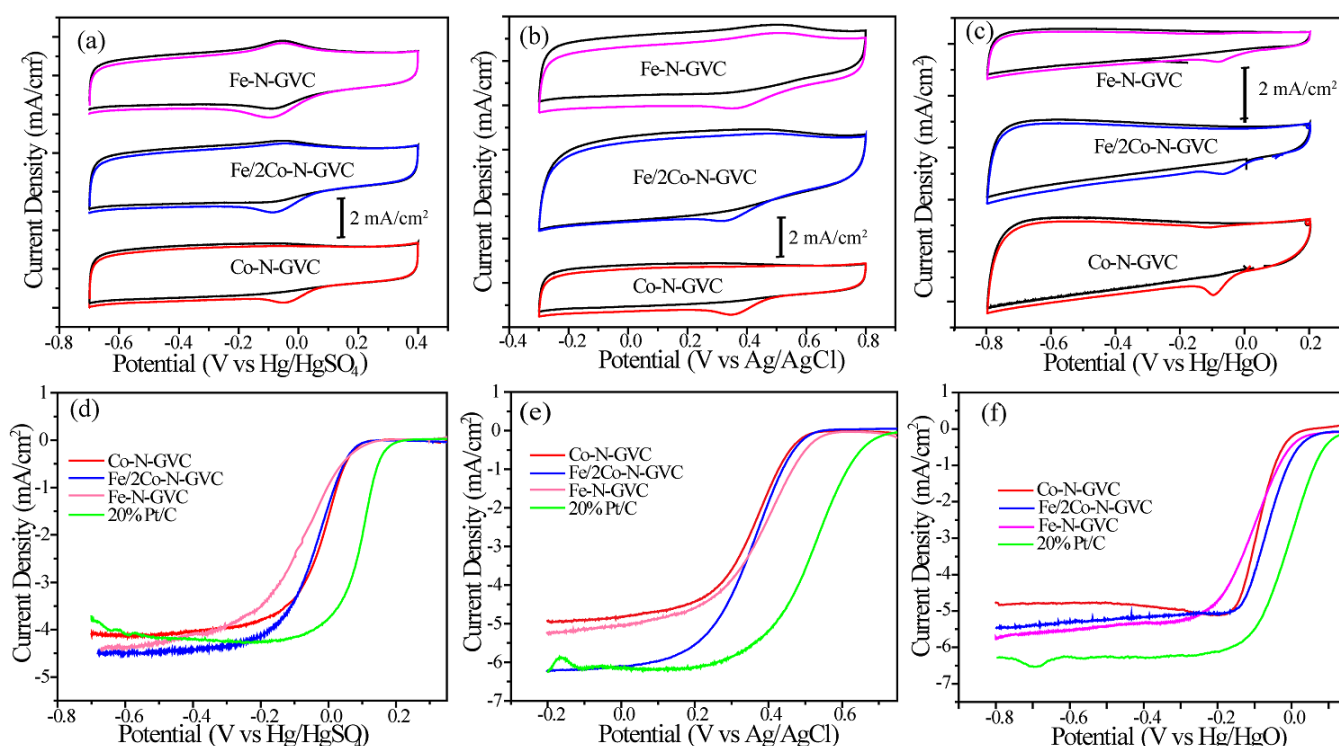 (a)
Fe-N-GVC
Fe/2Co-N-GVC
2 mA/cm²
Co-N-GVC
Current Density (mA/cm²)
-0.8 -0.6 -0.4 -0.2 0.0 0.2 0.4
Potential (V vs Hg/HgSO₄)
(b)
Fe-N-GVC
Fe/2Co-N-GVC
2 mA/cm²
Co-N-GVC
Current Density (mA/cm²)
-0.4 -0.2 0.0 0.2 0.4 0.6 0.8
Potential (V vs Ag/AgCl)
(c)
Fe-N-GVC
2 mA/cm²
Fe/2Co-N-GVC
Co-N-GVC
Current Density (mA/cm²)
-0.8 -0.6 -0.4 -0.2 0.0 0.2
Potential (V vs Hg/HgO)
(d)
Co-N-GVC
Fe/2Co-N-GVC
Fe-N-GVC
20% Pt/C
Current Density (mA/cm²)
1
0
-1
-2
-3
-4
-5
-0.8 -0.6 -0.4 -0.2 0.0 0.2
Potential (V vs Hg/HgSO
(e)
Co-N-GVC
Fe/2Co-N-GVC
Fe-N-GVC
20% Pt/C
Current Density (mA/cm²)
1
0
-1
-2
-3
-4
-5
-6
-7
-0.2 0.0 0.2 0.4 0.6
Potential (V vs Ag/AgCl)
(f)
Co-N-GVC
Fe/2Co-N-GVC
Fe-N-GVC
20% Pt/C
Current Density (mA/cm²)
1
0
-1
-2
-3
-4
-5
-6
-7
-0.8 -0.6 -0.4 -0.2 0.0
Potential (V vs Hg/HgO)